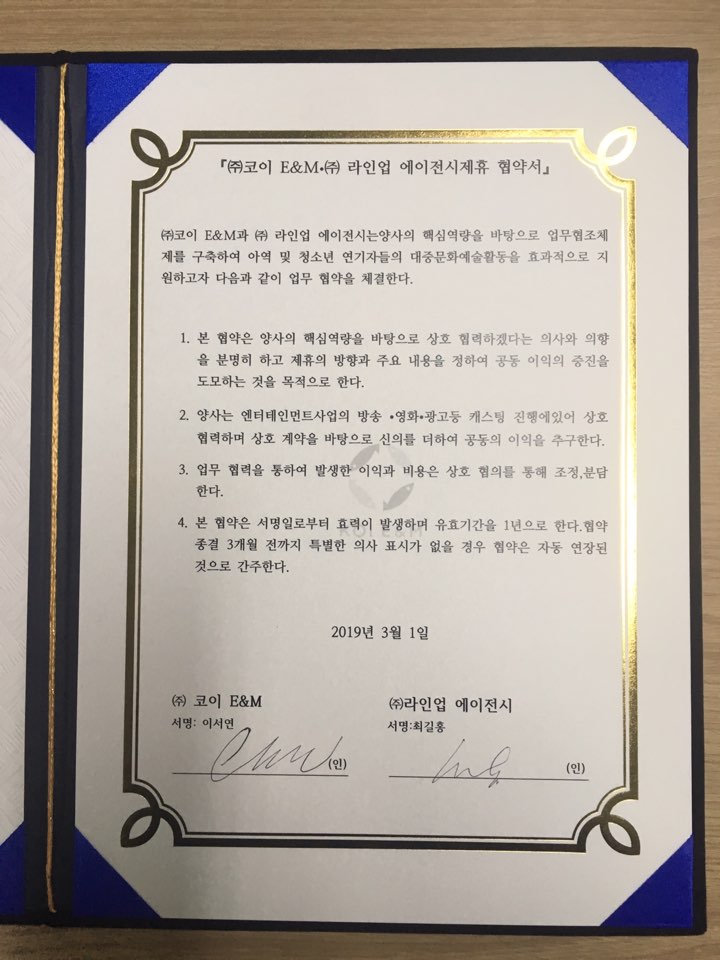 『㈜코이 E&M•㈜ 라인업 에이전시제휴 협약서』
㈜코이 E&M과 ㈜ 라인업 에이전시는양사의 핵심역량을 바탕으로 업무협조체
제를 구축하여 아역 및 청소년 연기자들의 대중문화예술활동을 효과적으로 지
원하고자 다음과 같이 업무 협약을 체결한다.
1. 본 협약은 양사의 핵심역량을 바탕으로 상호 협력하겠다는 의사와 의향
을 분명히 하고 제휴의 방향과 주요 내용을 정하여 공동 이익의 증진을
도모하는 것을 목적으로 한다.
2. 양사는 엔터테인먼트사업의 방송 •영화•광고등 캐스팅 진행에있어 상호
협력하며 상호 계약을 바탕으로 신의를 더하여 공동의 이익을 추구한다.
3. 업무 협력을 통하여 발생한 이익과 비용은 상호 협의를 통해 조정,분담
한다.
KOI E&M
4. 본 협약은 서명일로부터 효력이 발생하며 유효기간을 1년으로 한다.협약
종결 3개월 전까지 특별한 의사 표시가 없을 경우 협약은 자동 연장된
것으로 간주한다.
2019년 3월 1일
㈜ 코이 E&M
서명: 이서연
(인)
㈜라인업 에이전시
서명:최길홍
(인)